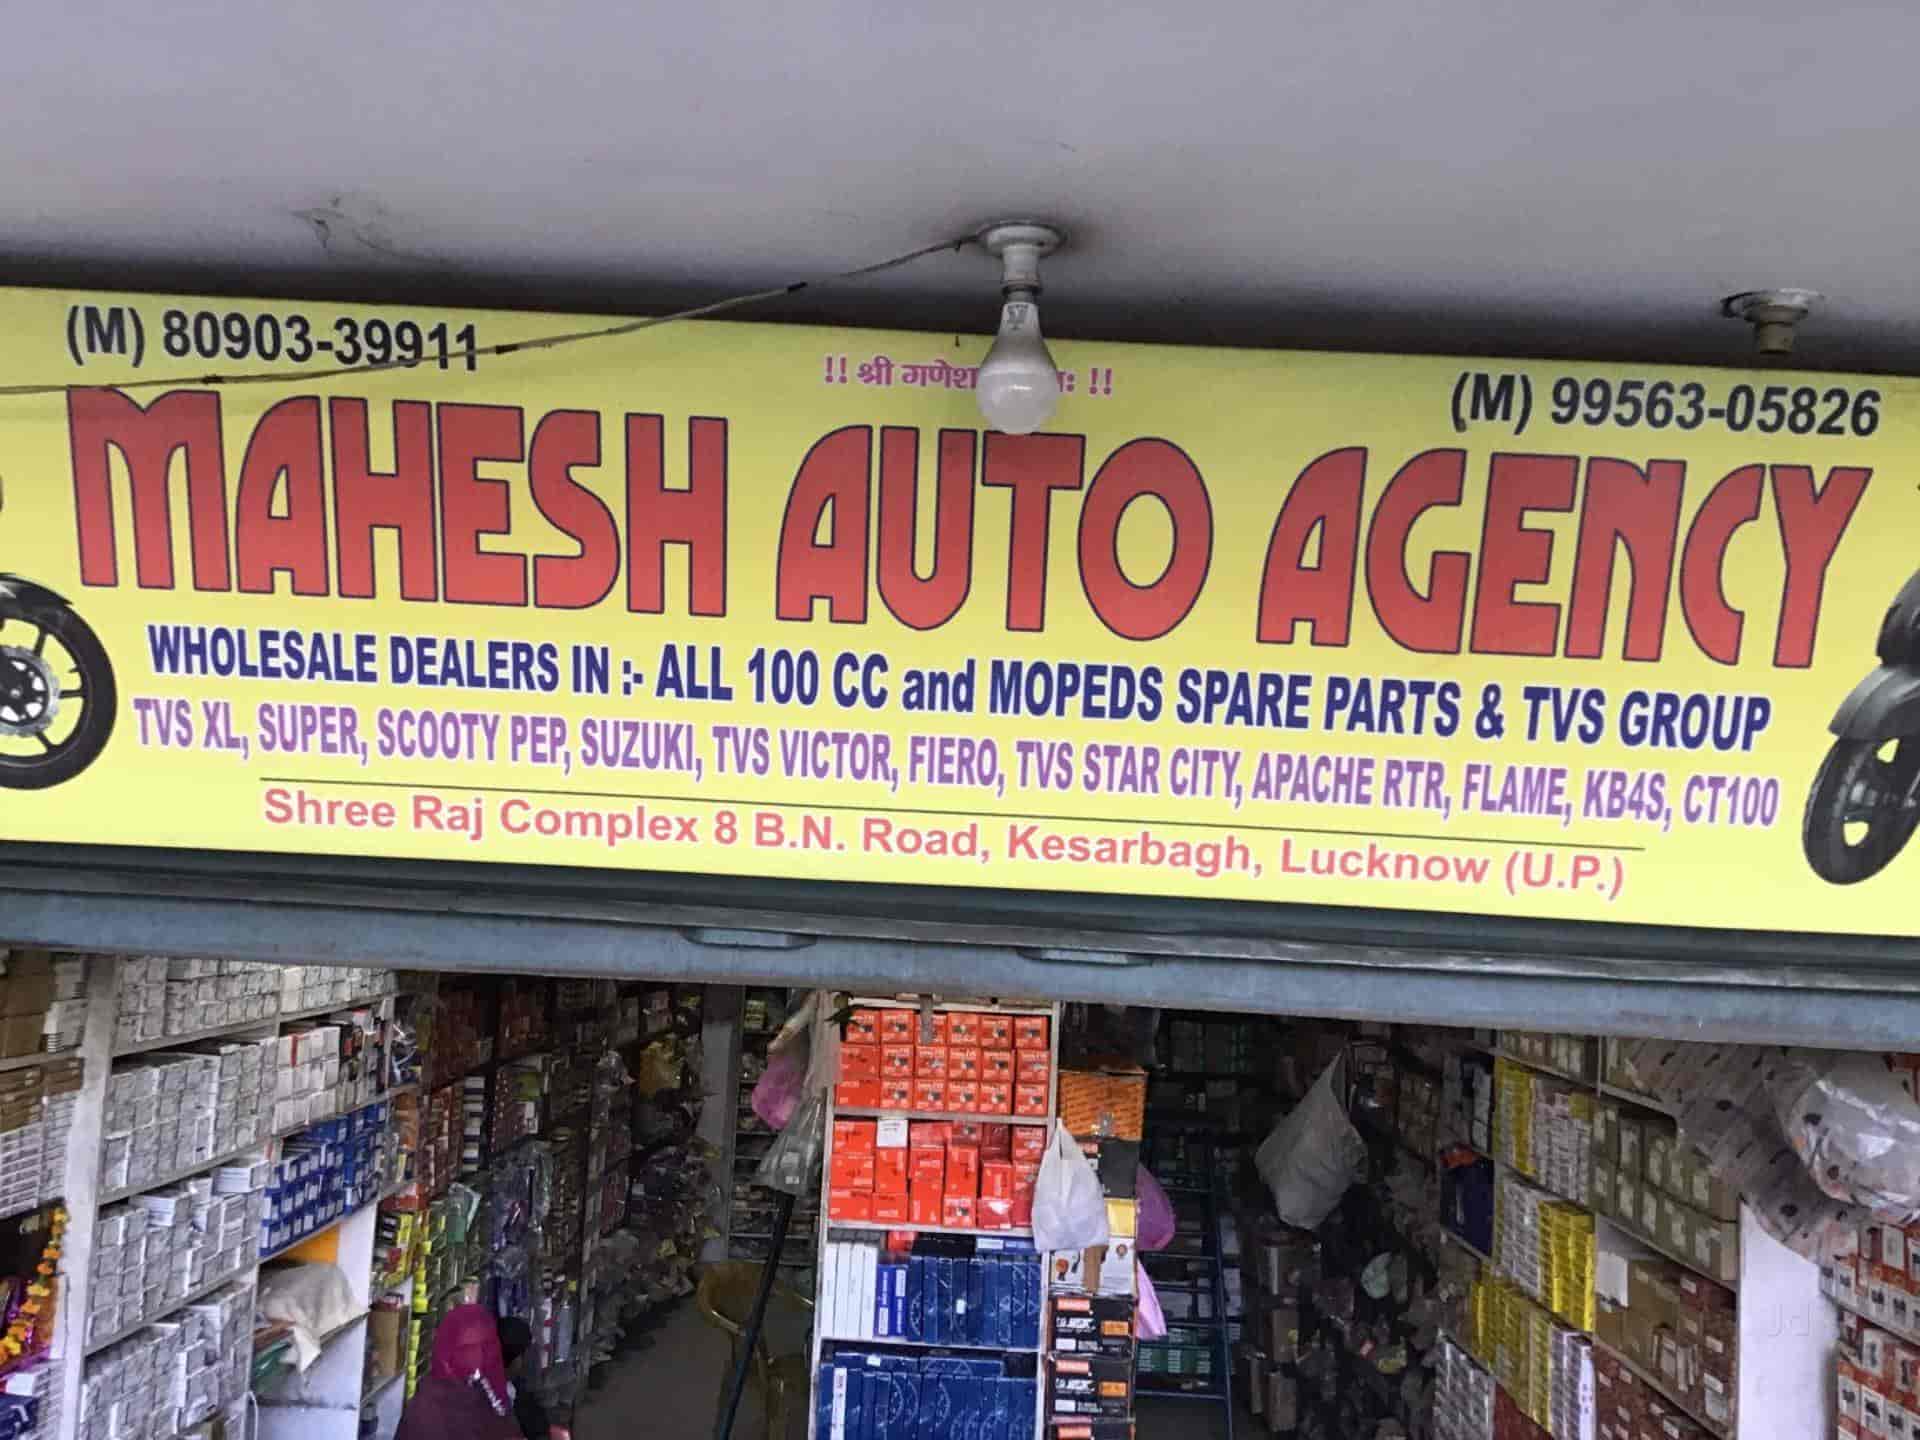 (M) 80903-39911
!! श्री गणेश !!
(M) 99563-05826
MAHESH AUTO AGENCY
WHOLESALE DEALERS IN :- ALL 100 CC and MOPEDS SPARE PARTS & TVS GROUP
TVS XL, SUPER, SCOOTY PEP, SUZUKI, TVS VICTOR, FIERO, TVS STAR CITY, APACHE RTR, FLAME, KB4S, CT100
Shree Raj Complex 8 B.N. Road, Kesarbagh, Lucknow (U.P.)
Jd